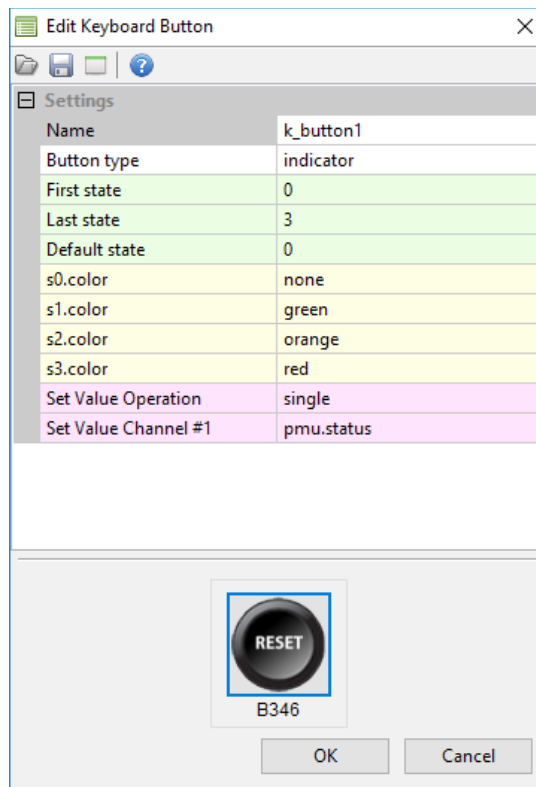 Edit Keyboard Button
Settings
Name k_button1
Button type indicator
First state 0
Last state 3
Default state 0
s0.color none
s1.color green
s2.color orange
s3.color red
Set Value Operation single
Set Value Channel #1 pmu.status
RESET
B346
OK Cancel